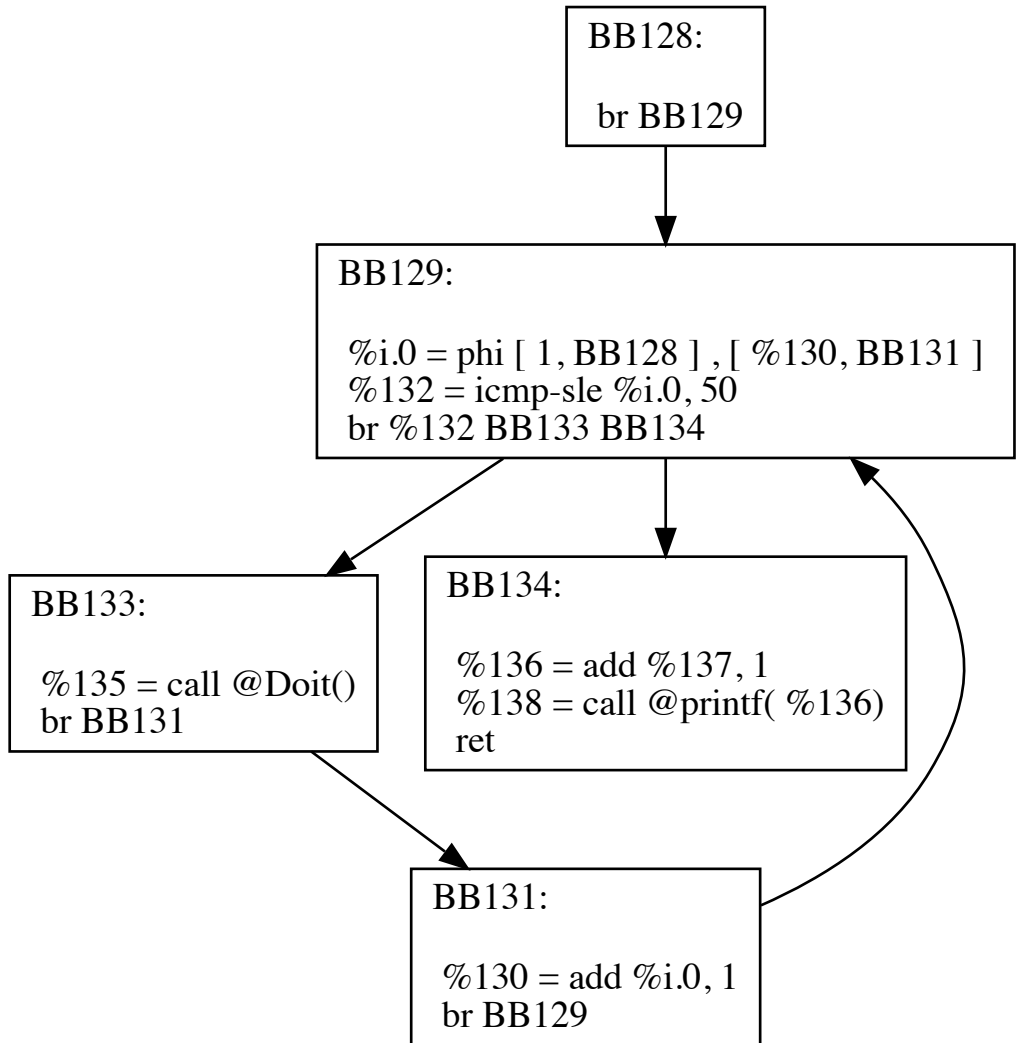 BB128:
br BB129
BB129:
%i.0 = phi [ 1, BB128 ] , [ %130, BB131 ]
%132 = icmp-sle %i.0, 50
br %132 BB133 BB134
BB133:
%135 = call @Doit()
br BB131
BB134:
%136 = add %137, 1
%138 = call @printf( %136)
ret
BB131:
%130 = add %i.0, 1
br BB129